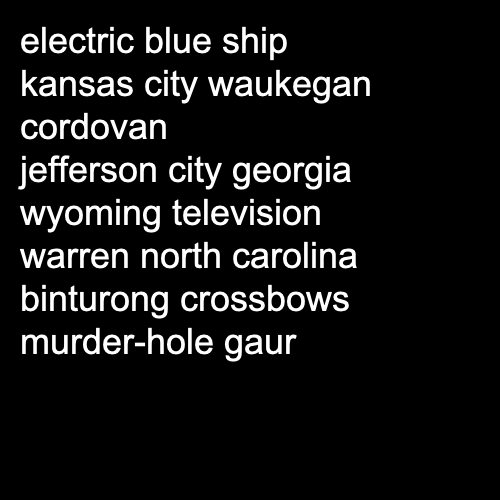 electric blue ship
kansas city waukegan
cordovan
jefferson city georgia
wyoming television
warren north carolina
binturong crossbows
murder-hole gaur